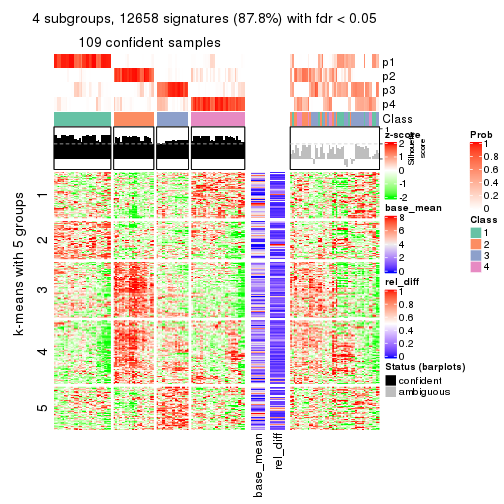 4 subgroups, 12658 signatures (87.8%) with fdr < 0.05
109 confident samples
p1
p2
p3
p4
Class
1
Silhouette
score
k-means with 5 groups
1
2
3
4
5
base_mean
rel_diff
z-score
2
1
0
-1
-2
base_mean
8
6
4
2
0
rel_diff
1
0.8
0.6
0.4
0.2
0
Status (barplots)
confident
ambiguous
Prob
1
0.8
0.6
0.4
0.2
0
Class
1
2
3
4